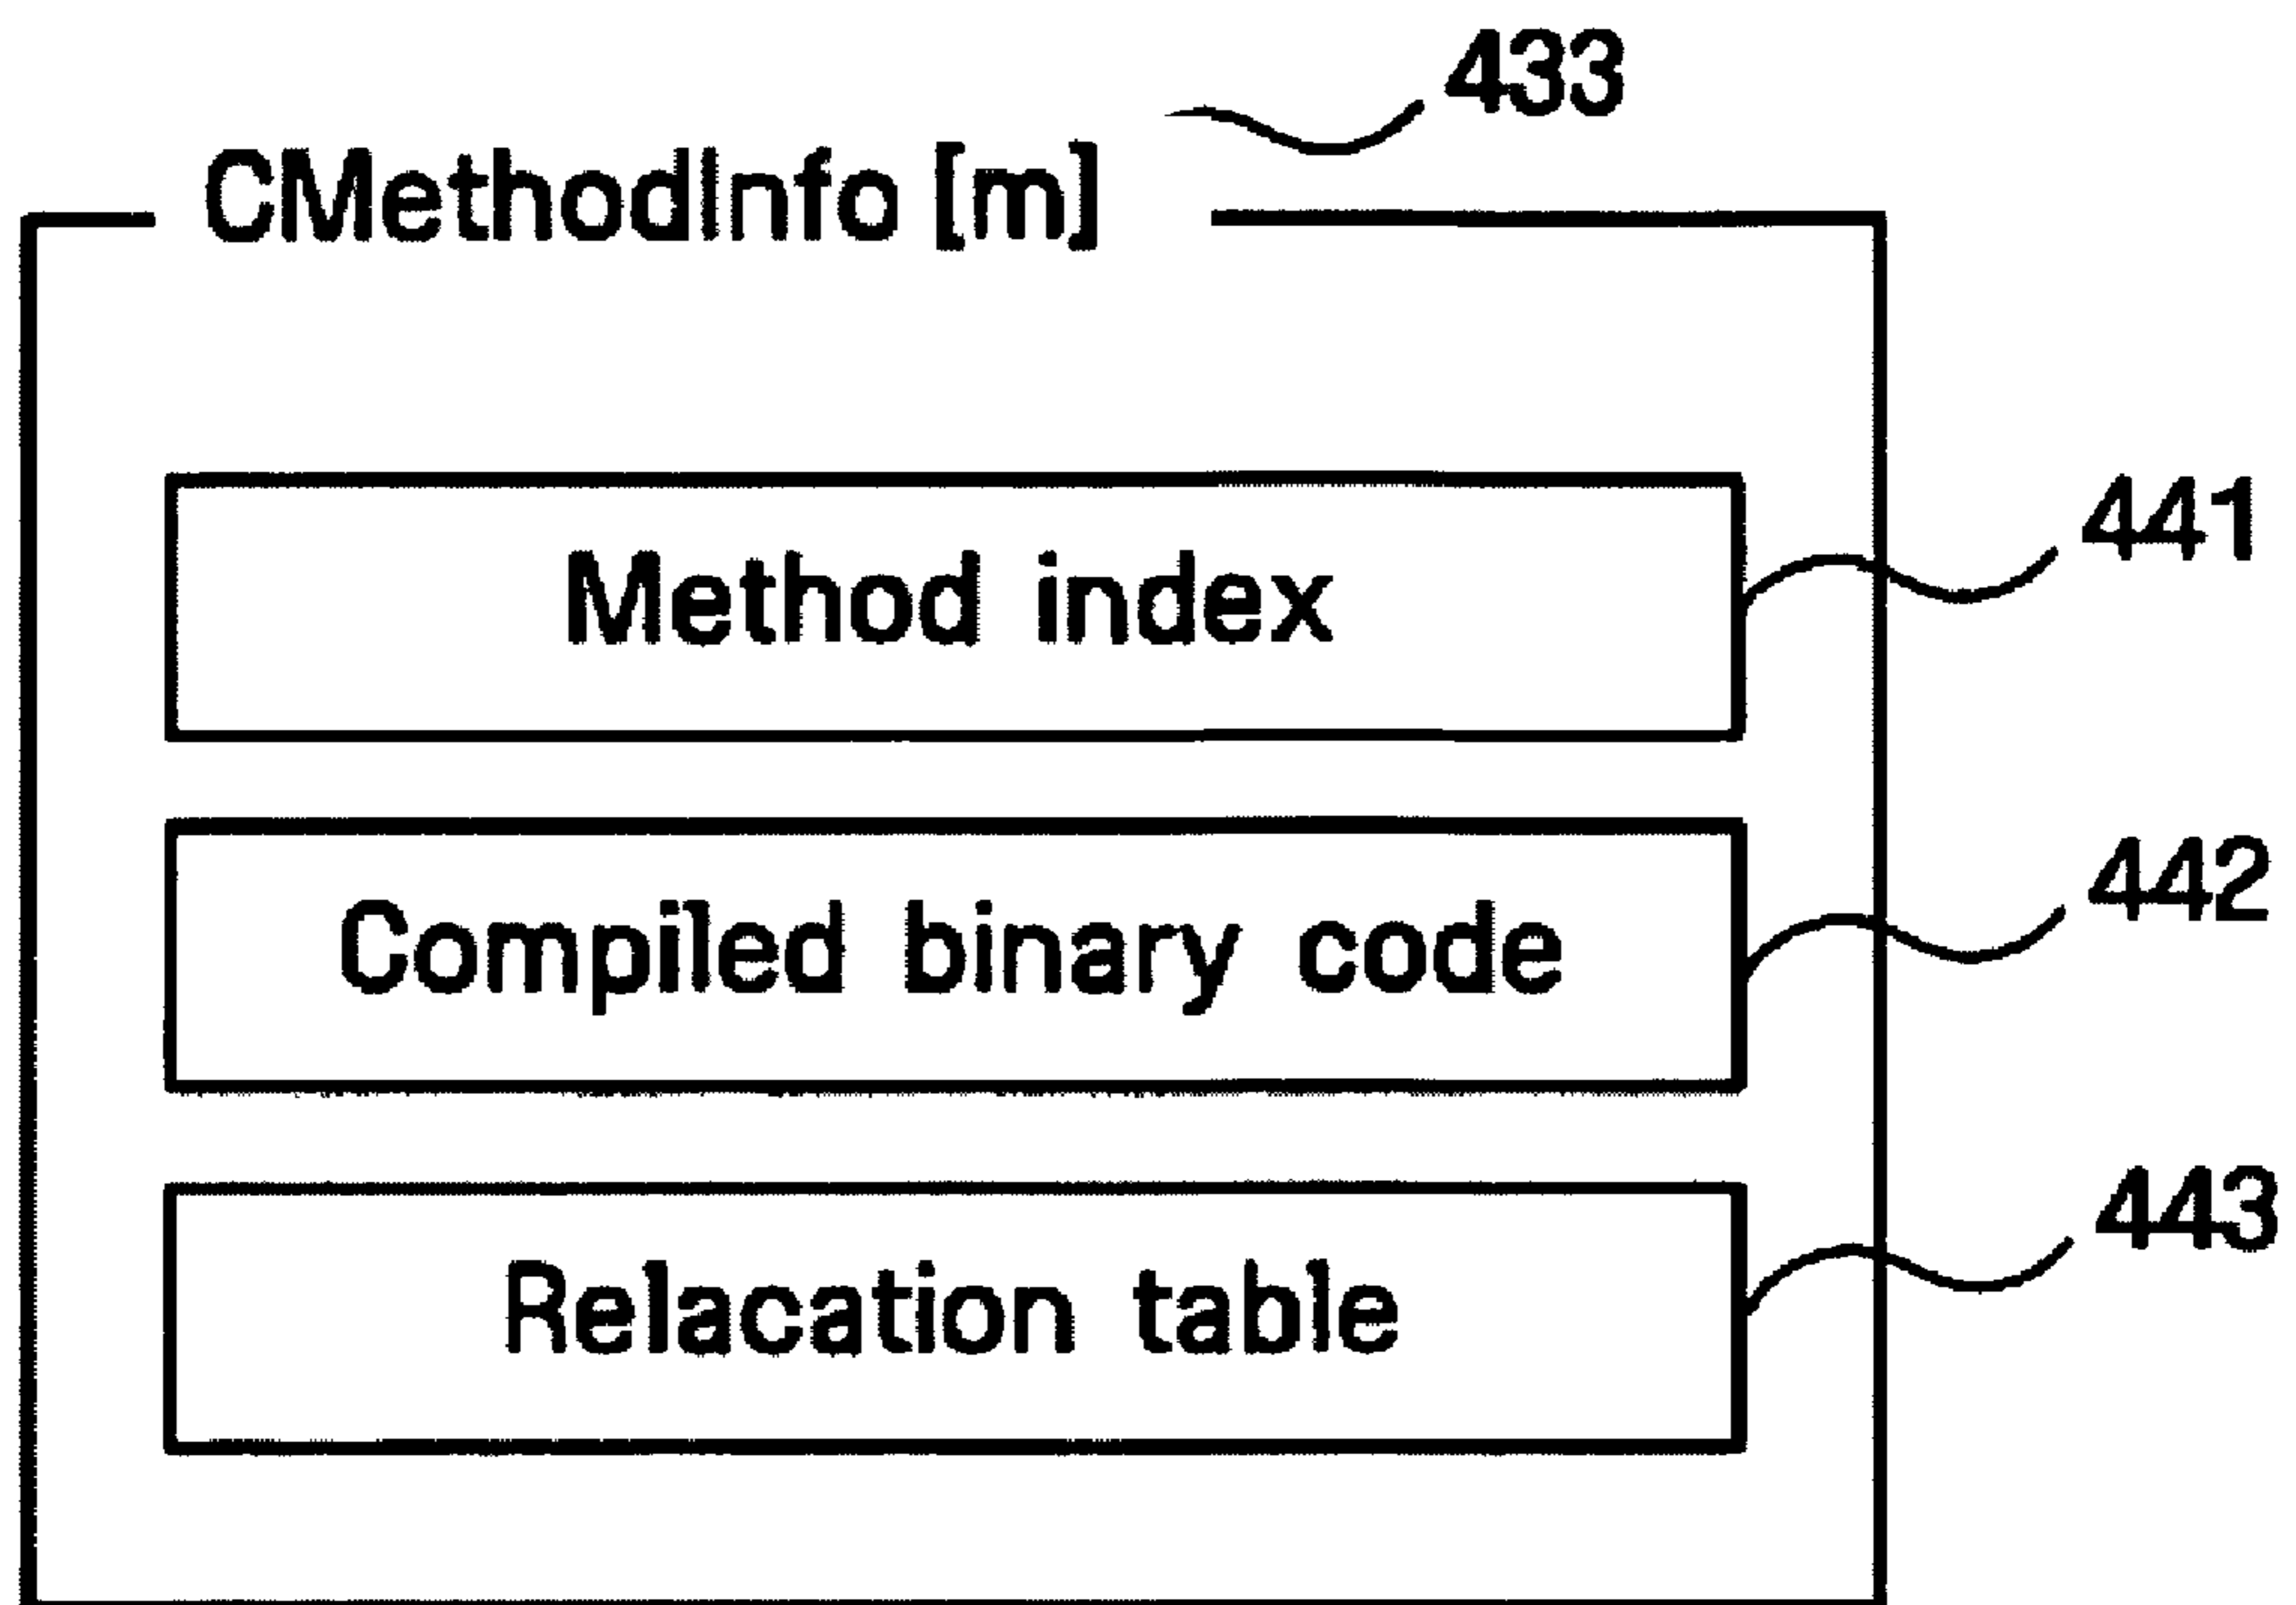 433
CMethodInfo [m]
441
Method index
442
Compiled binary code
443
Relacation table